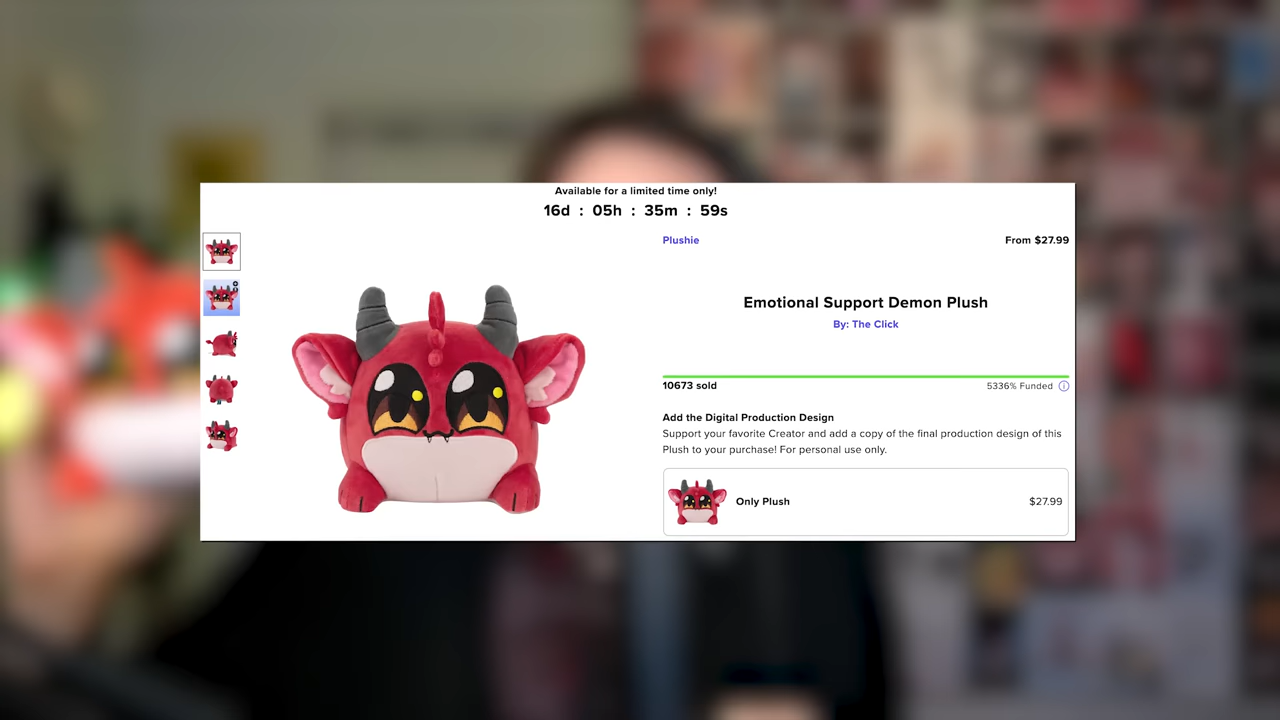 Available for a limited time only!
16d : 05h : 35m : 59s
Plushie
From $27.99
Emotional Support Demon Plush
By: The Click
10673 sold
5336% Funded
Add the Digital Production Design
Support your favorite Creator and add a copy of the final production design of this
Plush to your purchase! For personal use only.
Only Plush
$27.99